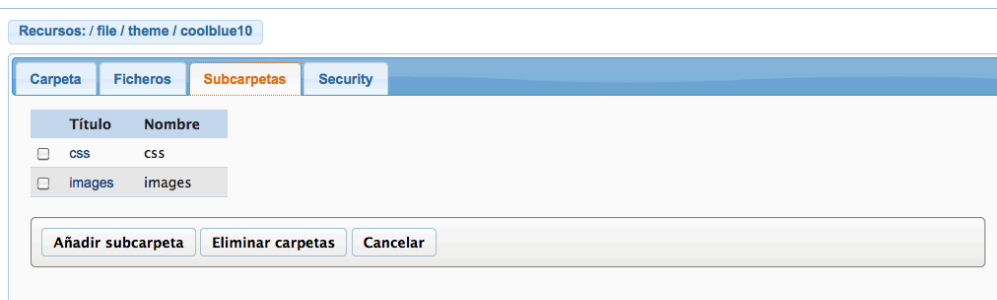 Recursos: / file / theme / coolblue10
Carpeta Ficheros Subcarpetas Security
Título Nombre
css css
images images
Añadir subcarpeta Eliminar carpetas Cancelar